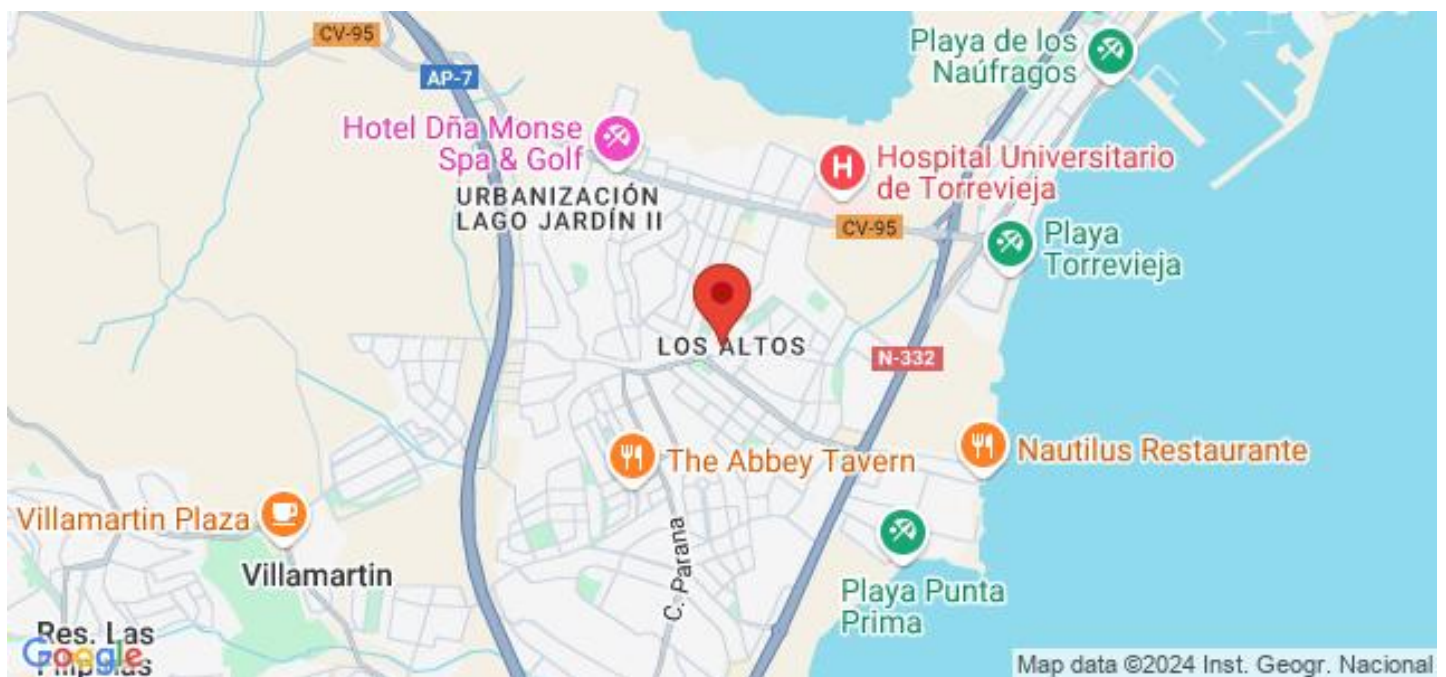 CV-95
AP-7
Playa de los
Naúfragos
Hotel Dña Monse
Spa & Golf
H
Hospital Universitario
de Torrevieja
URBANIZACIÓN
LAGO JARDÍN II
CV-95
Playa
Torrevieja
LOS ALTOS
N-332
The Abbey Tavern
Nautilus Restaurante
Villamartin Plaza
Villamartin
C. Parana
Playa Punta
Prima
Res. Las
Google
Map data ©2024 Inst. Geogr. Nacional